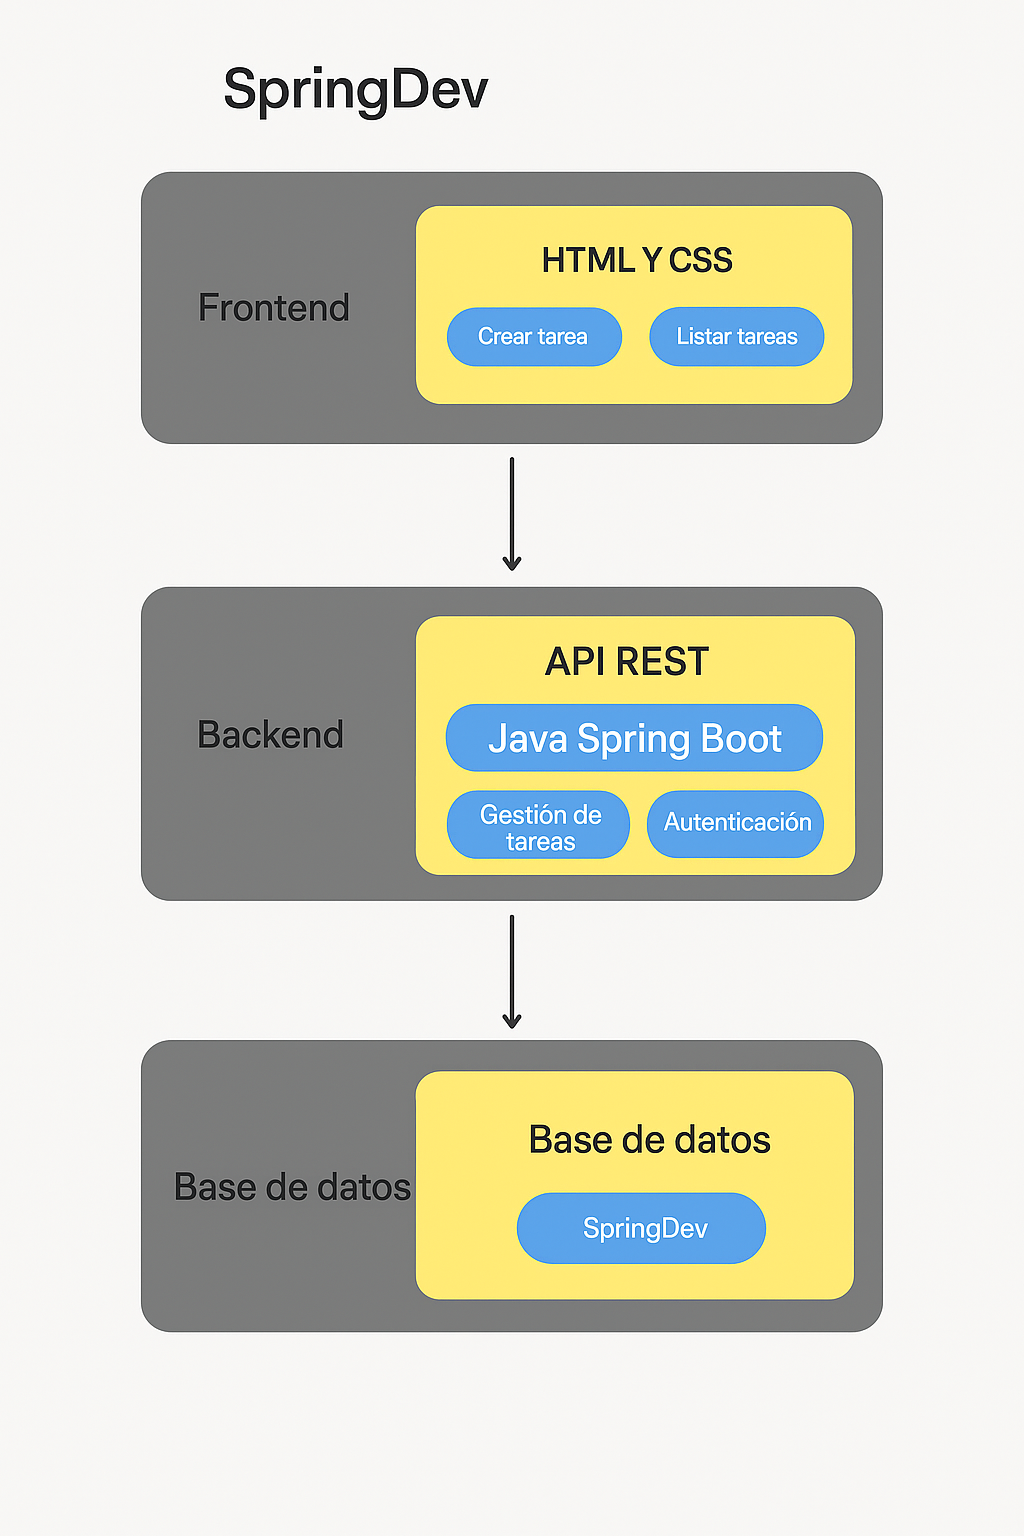 SpringDev
Frontend
HTML Y CSS
Crear tarea
Listar tareas
Backend
API REST
Java Spring Boot
Gestión de
tareas
Autenticación
Base de datos
Base de datos
SpringDev